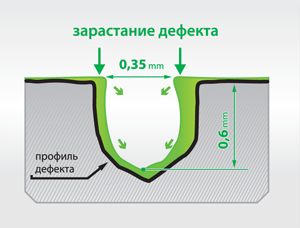 зарастание дефекта
0,35 mm
0,6 mm
профиль
дефекта